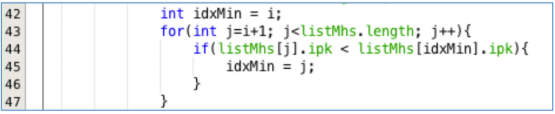 42 int idxMin = i;
43 for(int j=i+1; j<listMhs.length; j++){
44 if(listMhs[j].ipk < listMhs[idxMin].ipk){
45 idxMin = j;
46 }
47 }